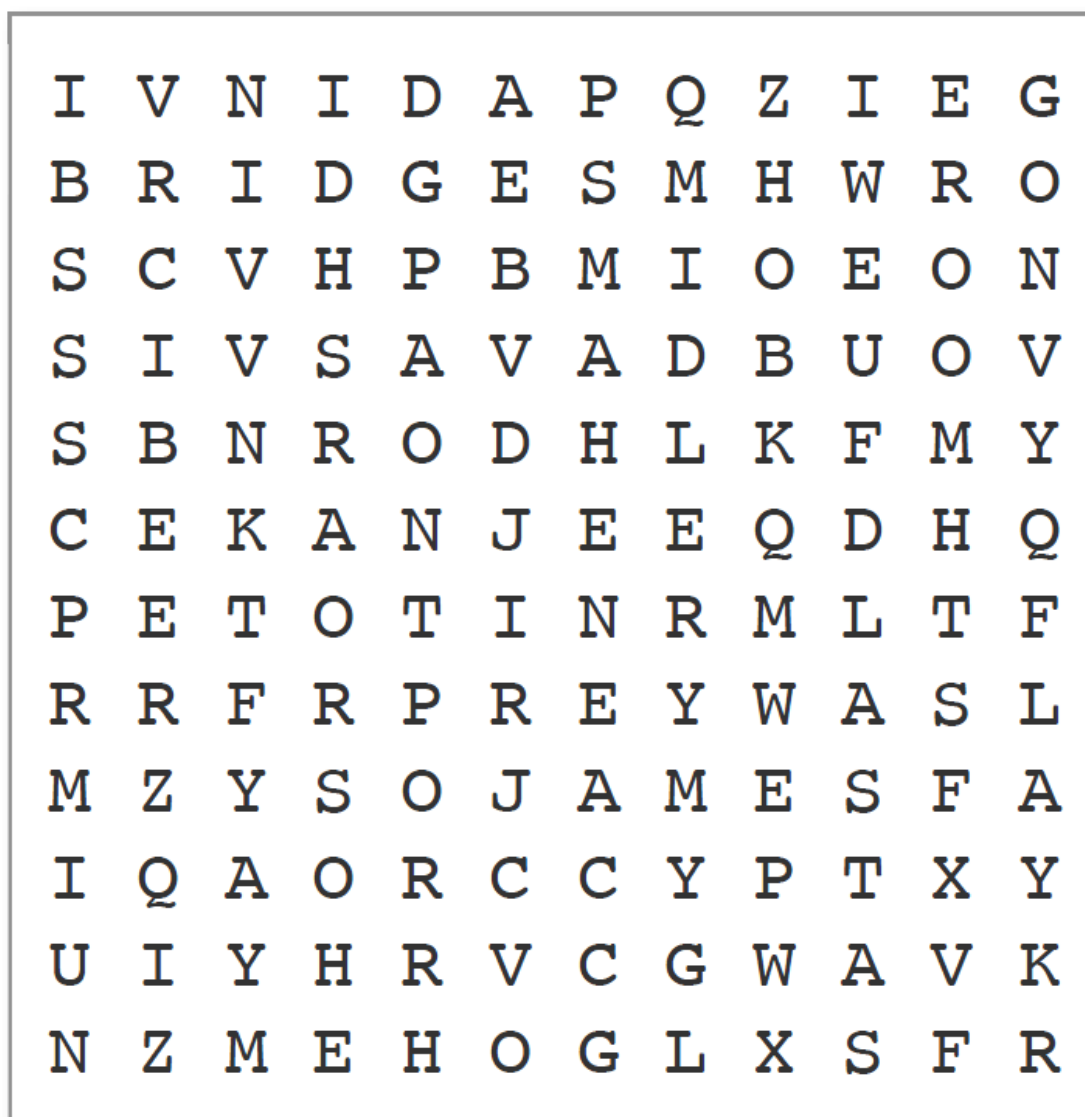 I V N I D A P Q Z I E G
B R I D G E S M H W R O
S C V H P B M I O E O N
S I V S A V A D B U O V
S B N R O D H L K F M Y
C E K A N J E E Q D H Q
P E T O T I N R M L T F
R R F R P R E Y W A S L
M Z Y S O J A M E S F A
I Q A O R C C Y P T X Y
U I Y H R V C G W A V K
N Z M E H O G L X S F R